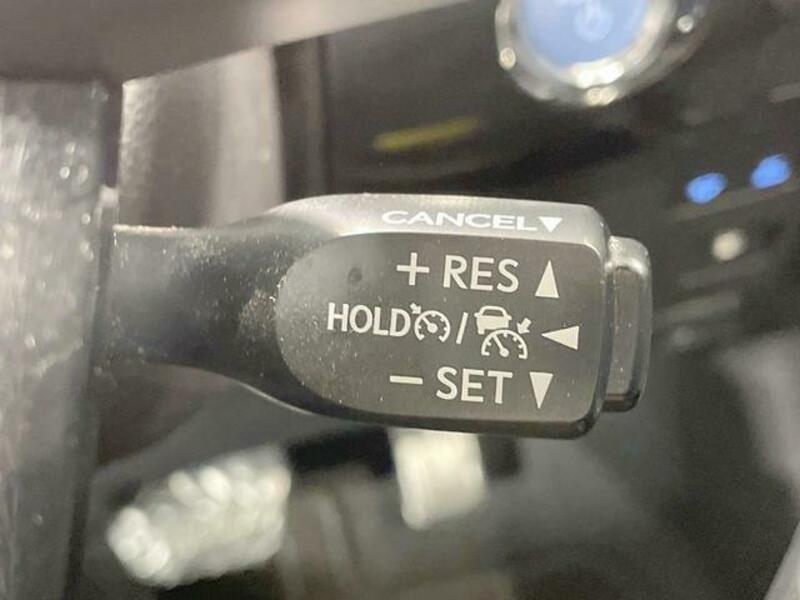 CANCEL▼
+ RES ▲
HOLD / ◀
− SET ▼